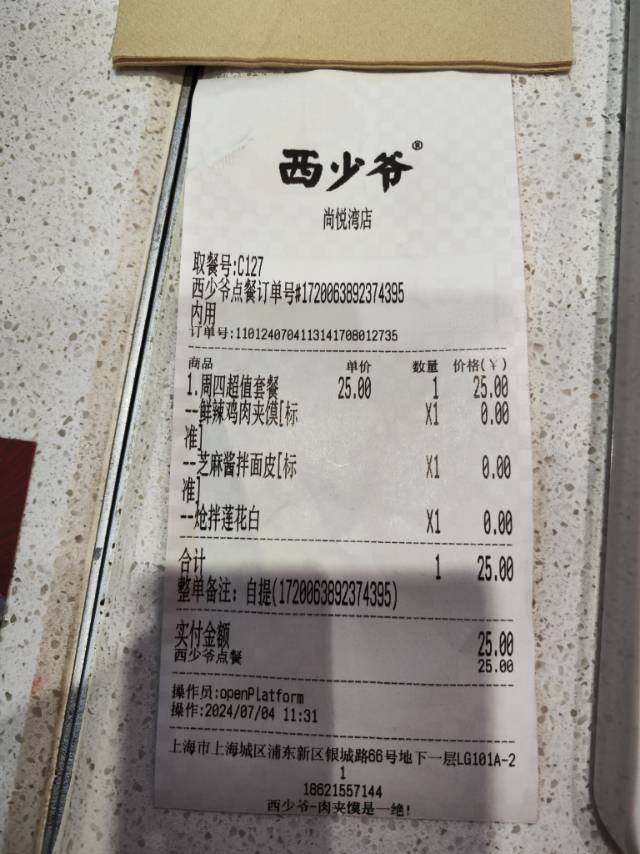 西少爷®
尚悦湾店
取餐号:C127
西少爷点餐订单号#1720063892374395
内用
订单号:110124070411314170801­2735
商品 单价 数量 价格(¥)
1.周四超值套餐 25.00 1 25.00
--鲜辣鸡肉夹馍[标 X1 0.00
准]
--芝麻酱拌面皮[标 X1 0.00
准]
--炝拌莲花白 X1 0.00
合计 1 25.00
整单备注: 自提(1720063892374395)
实付金额 25.00
西少爷点餐 25.00
操作员:openPlatform
操作:2024/07/04 11:31
上海市上海城区浦东新区银城路66号地下一层LG101A-2
1
18621557144
西少爷-肉夹馍是一绝!